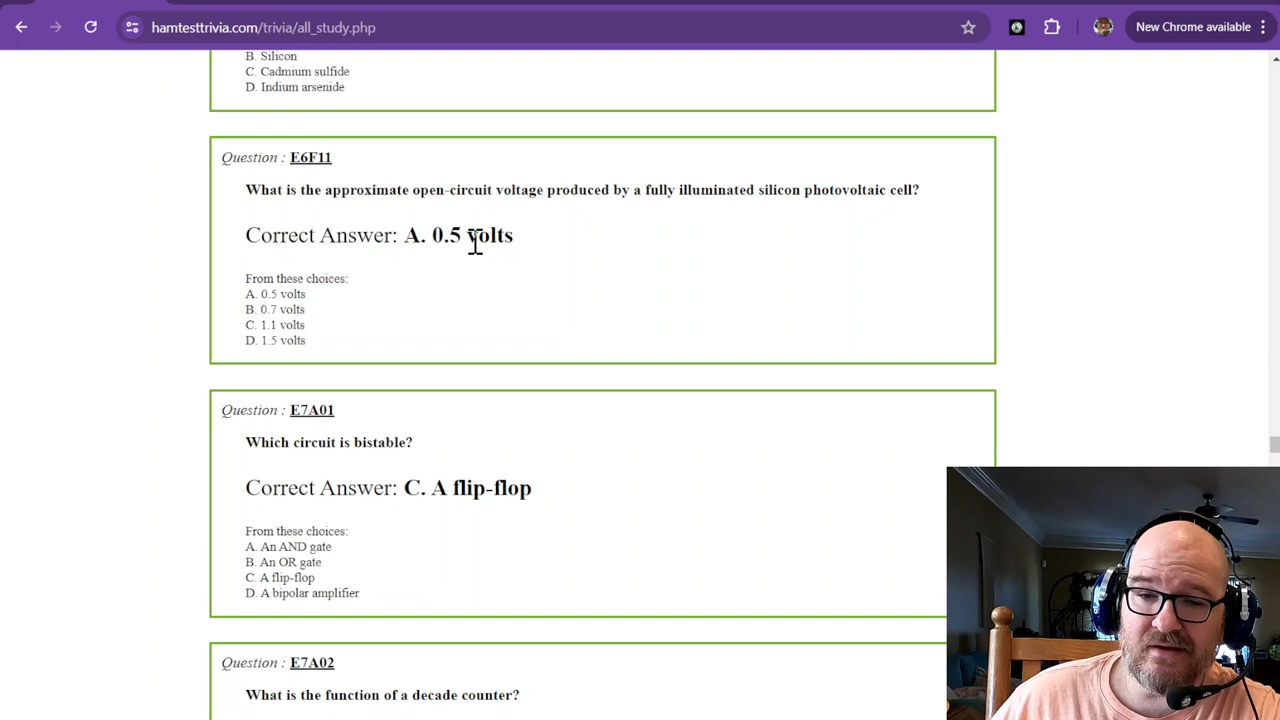 hamtesttrivia.com/trivia/all_study.php
New Chrome available
B. Silicon
C. Cadmium sulfide
D. Indium arsenide
Question : E6F11
What is the approximate open-circuit voltage produced by a fully illuminated silicon photovoltaic cell?
Correct Answer: A. 0.5 volts
From these choices:
A. 0.5 volts
B. 0.7 volts
C. 1.1 volts
D. 1.5 volts
Question : E7A01
Which circuit is bistable?
Correct Answer: C. A flip-flop
From these choices:
A. An AND gate
B. An OR gate
C. A flip-flop
D. A bipolar amplifier
Question : E7A02
What is the function of a decade counter?